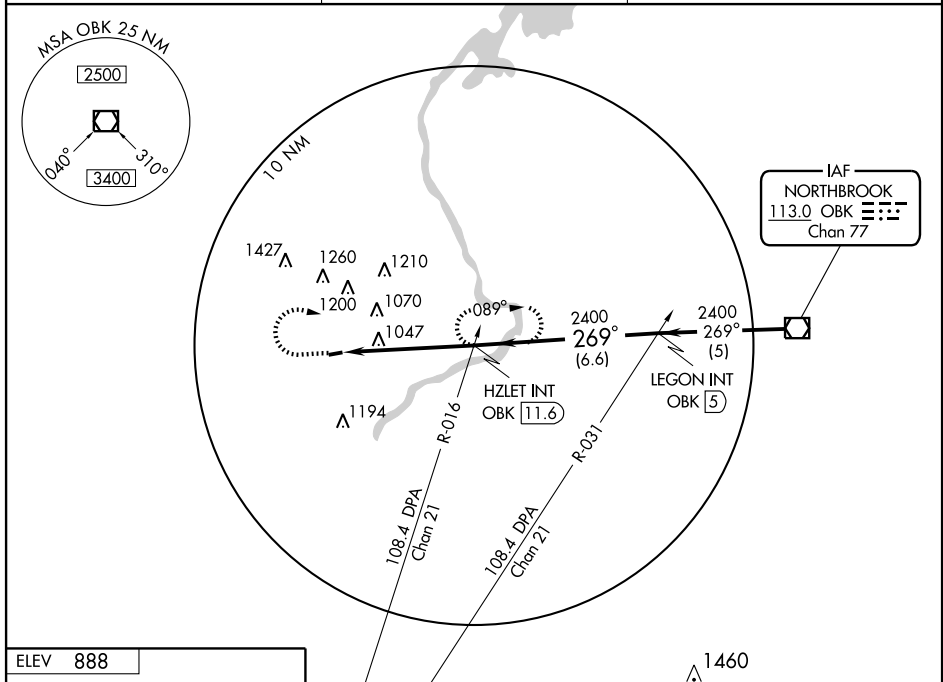 MSA OBK 25 NM
2500
040°
310°
3400
10 NM
IAF
NORTHBROOK
113.0 OBK
Chan 77
1427
1260
1210
1200
1070
1047
1194
089°
2400
269°
(6.6)
2400
269°
(5)
HZLET INT
OBK 11.6
LEGON INT
OBK 5
R-016
R-031
108.4 DPA
Chan 21
108.4 DPA
Chan 21
ELEV 888
1460